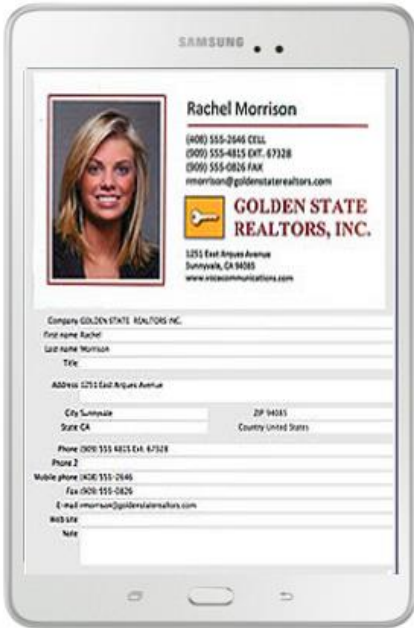 SAMSUNG
Rachel Morrison
(408) 555-2646 CELL
(909) 555-4815 EXT. 67328
(909) 555-0826 FAX
rmorrison@goldenstaterealtors.com
GOLDEN STATE
REALTORS, INC.
1251 East Arques Avenue
Sunnyvale, CA 94085
www.vocecommunications.com
Company GOLDEN STATE REALTORS INC.
First name Rachel
Last name Morrison
Title
Address 1251 East Arques Avenue
City Sunnyvale ZIP 94085
State CA Country United States
Phone (909) 555 4815 Ext. 67328
Phone 2
Mobile phone (408) 555-2646
Fax (909) 555-0826
E-mail rmorrison@goldenstaterealtors.com
Web site
Note